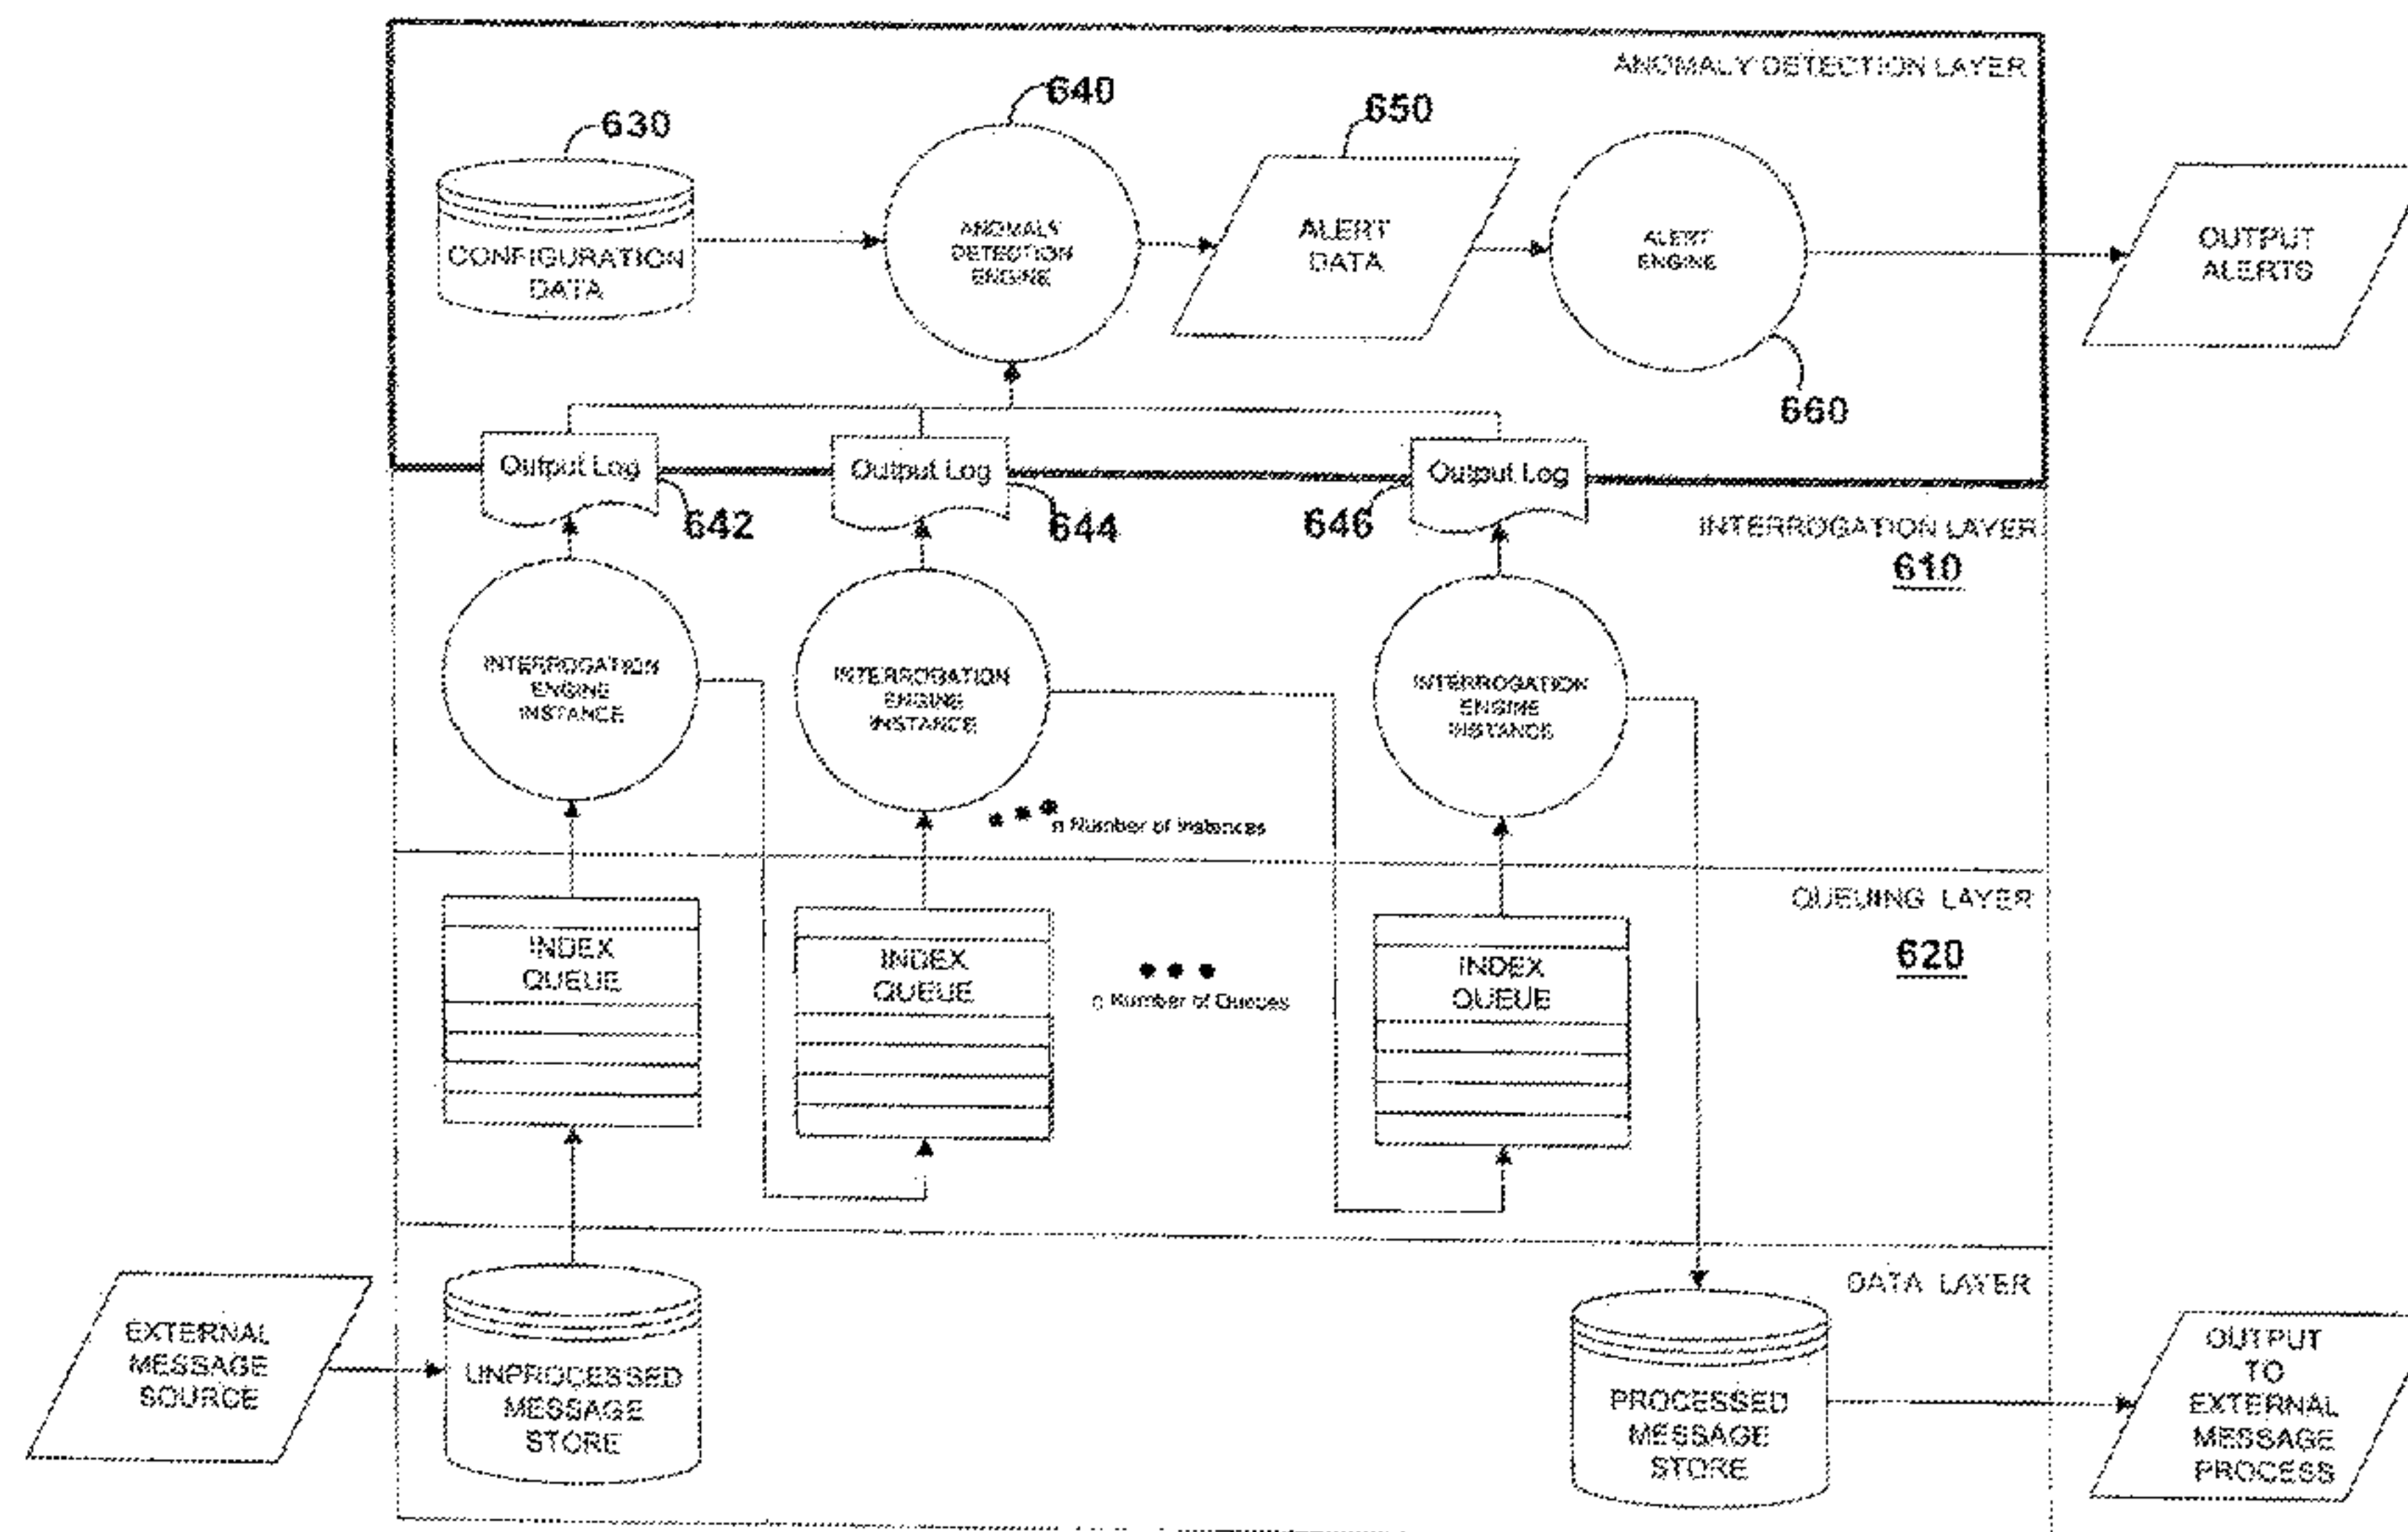 ANOMALY DETECTION LAYER
630
640
650
CONFIGURATION
DATA
ANOMALY
DETECTION
ENGINE
ALERT
DATA
ALERT
ENGINE
OUTPUT
ALERTS
660
Output Log
Output Log
Output Log
642
644
646
INTERROGATION LAYER
610
INTERROGATION
ENGINE
INSTANCE
INTERROGATION
ENGINE
INSTANCE
INTERROGATION
ENGINE
INSTANCE
n Number of Instances
QUEUING LAYER
620
INDEX
QUEUE
INDEX
QUEUE
n Number of Queues
INDEX
QUEUE
DATA LAYER
EXTERNAL
MESSAGE
SOURCE
UNPROCESSED
MESSAGE
STORE
PROCESSED
MESSAGE
STORE
OUTPUT
TO
EXTERNAL
MESSAGE
PROCESS